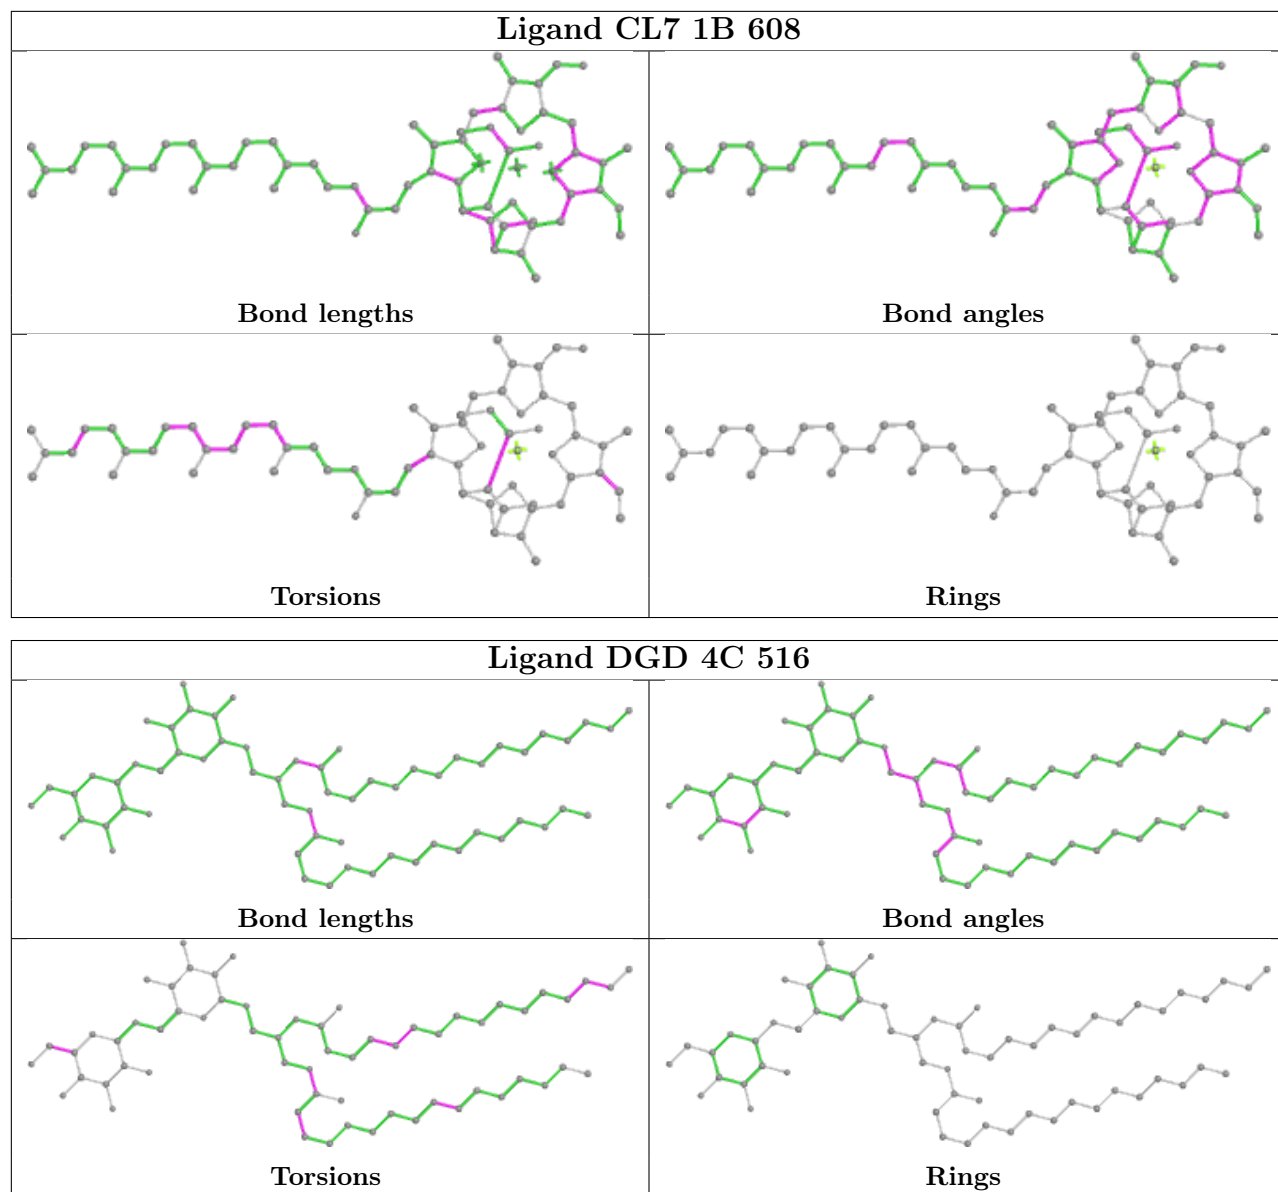 Ligand CL7 1B 608
Bond lengths
Bond angles
Torsions
Rings
Ligand DGD 4C 516
Bond lengths
Bond angles
Torsions
Rings